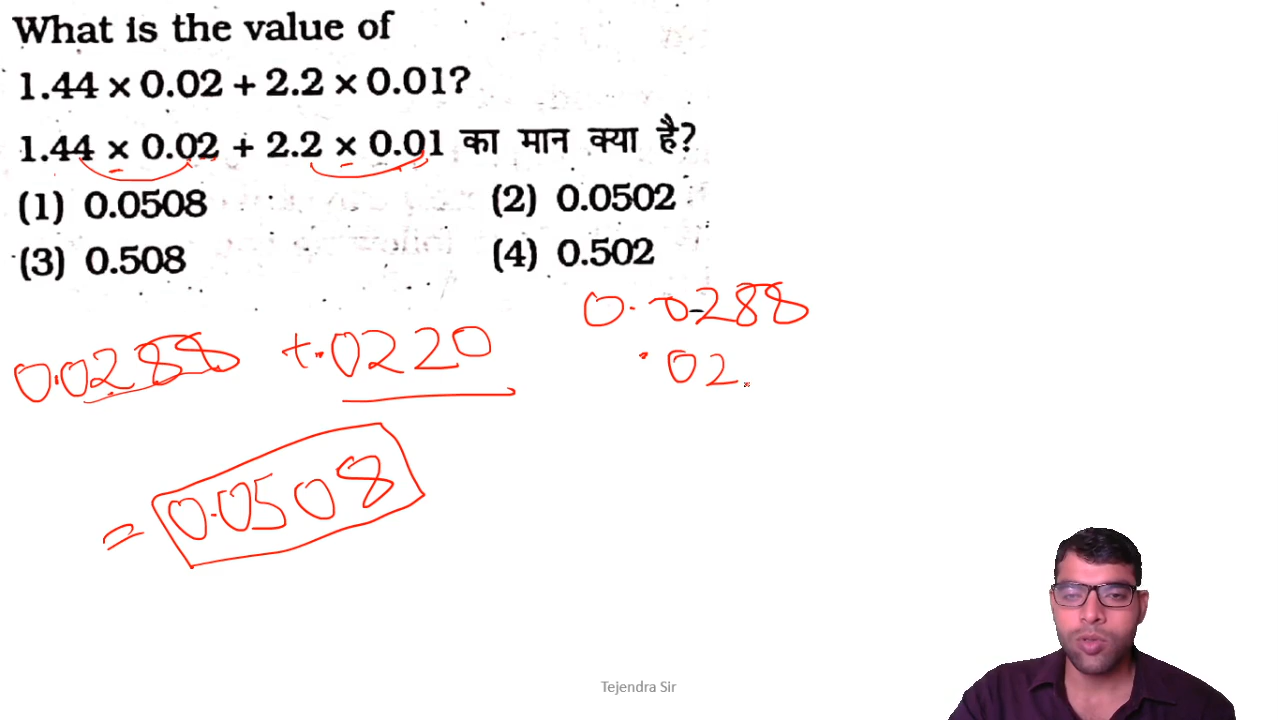 What is the value of
1.44 × 0.02 + 2.2 × 0.01?
1.44 × 0.02 + 2.2 × 0.01 का मान क्या है?
(1) 0.0508 (2) 0.0502
(3) 0.508 (4) 0.502
0.0288 + .0220
= 0.0508
0.0288
.02
Tejendra Sir